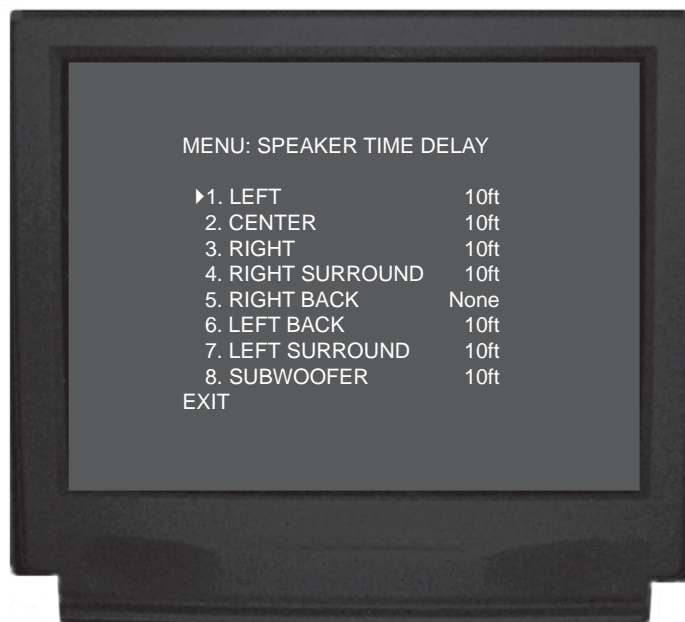 MENU: SPEAKER TIME DELAY
1. LEFT 10ft
2. CENTER 10ft
3. RIGHT 10ft
4. RIGHT SURROUND 10ft
5. RIGHT BACK None
6. LEFT BACK 10ft
7. LEFT SURROUND 10ft
8. SUBWOOFER 10ft
EXIT